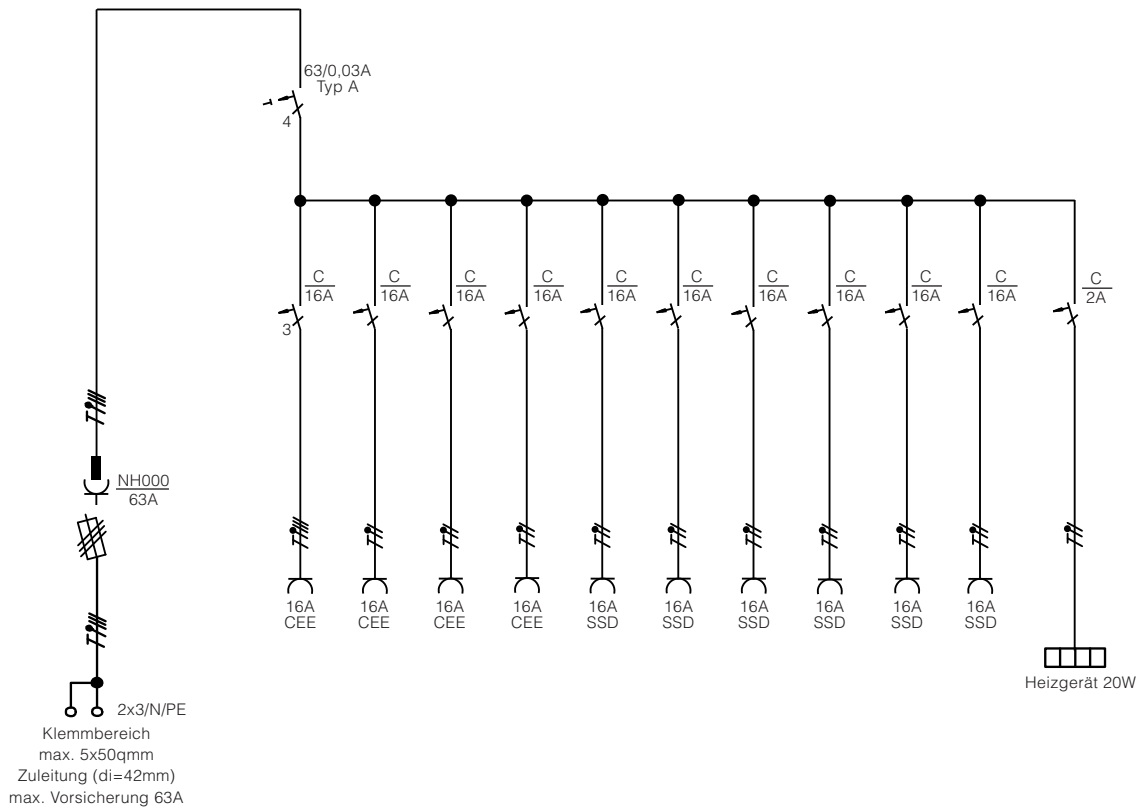 63/0,03A
Typ A
4
C
16A
C
16A
C
16A
C
16A
C
16A
C
16A
C
16A
C
16A
C
16A
C
16A
C
2A
3
NH000
63A
16A
CEE
16A
CEE
16A
CEE
16A
CEE
16A
SSD
16A
SSD
16A
SSD
16A
SSD
16A
SSD
16A
SSD
Heizgerät 20W
2x3/N/PE
Klemmbereich
max. 5x50qmm
Zuleitung (di=42mm)
max. Vorsicherung 63A